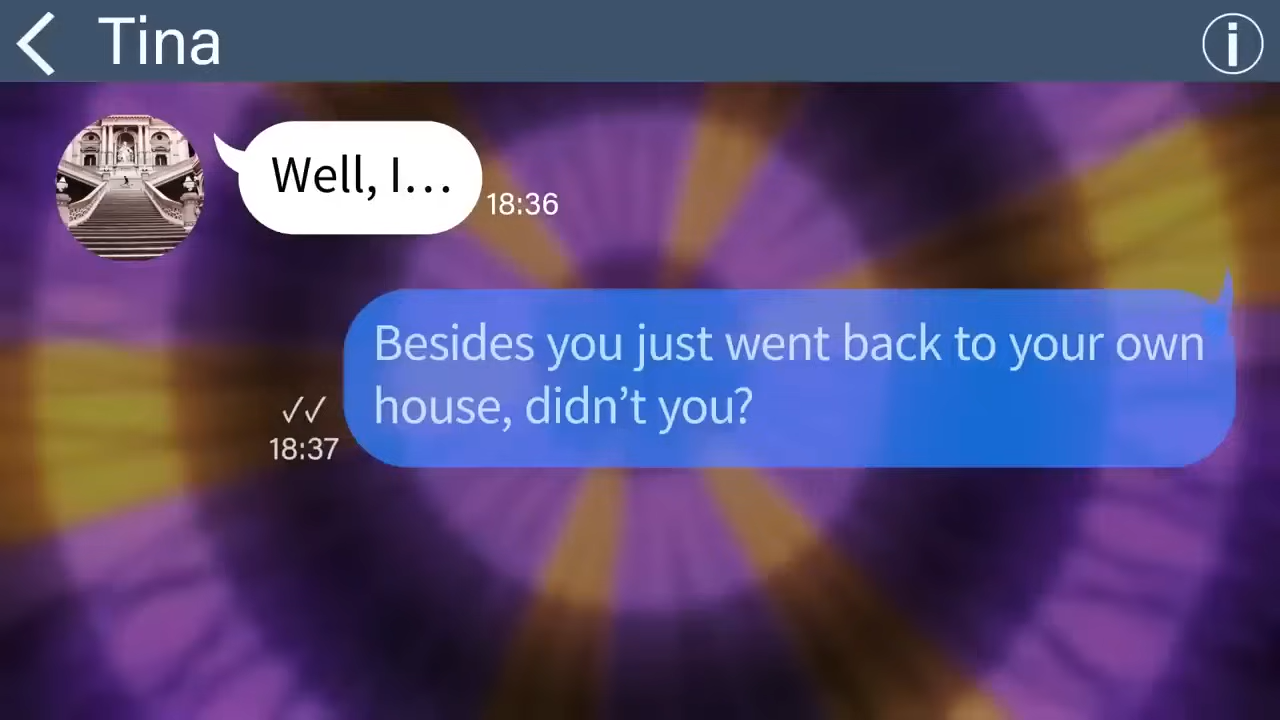 Tina
Well, I...
18:36
Besides you just went back to your own
house, didn’t you?
✓✓
18:37